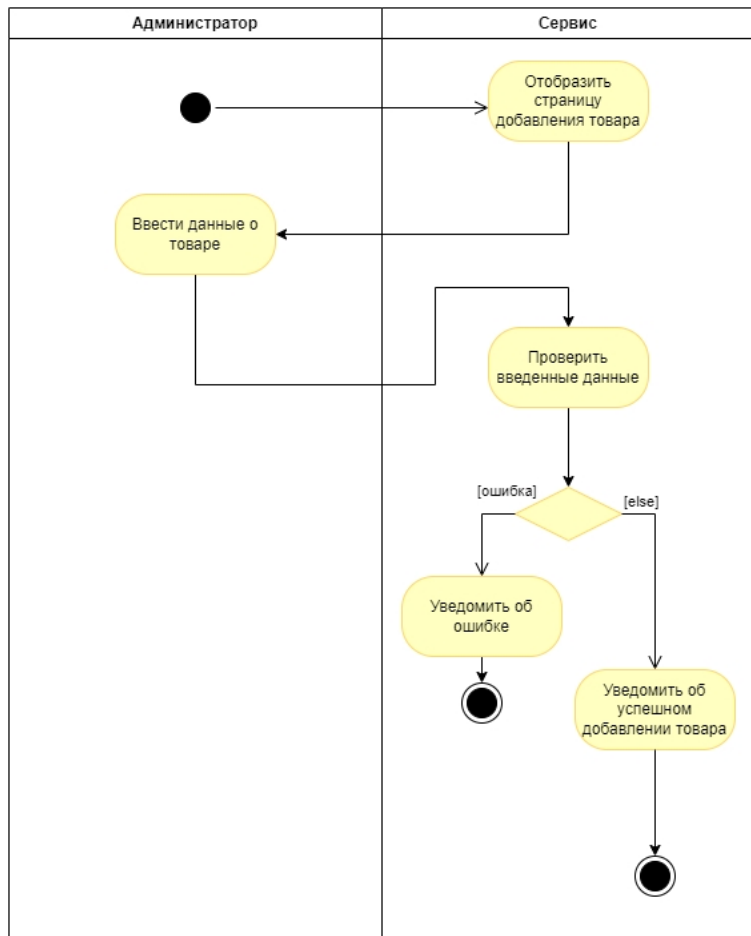 Администратор
Сервис
Отобразить
страницу
добавления товара
Ввести данные о
товаре
Проверить
введенные данные
[ошибка]
[else]
Уведомить об
ошибке
Уведомить об
успешном
добавлении товара